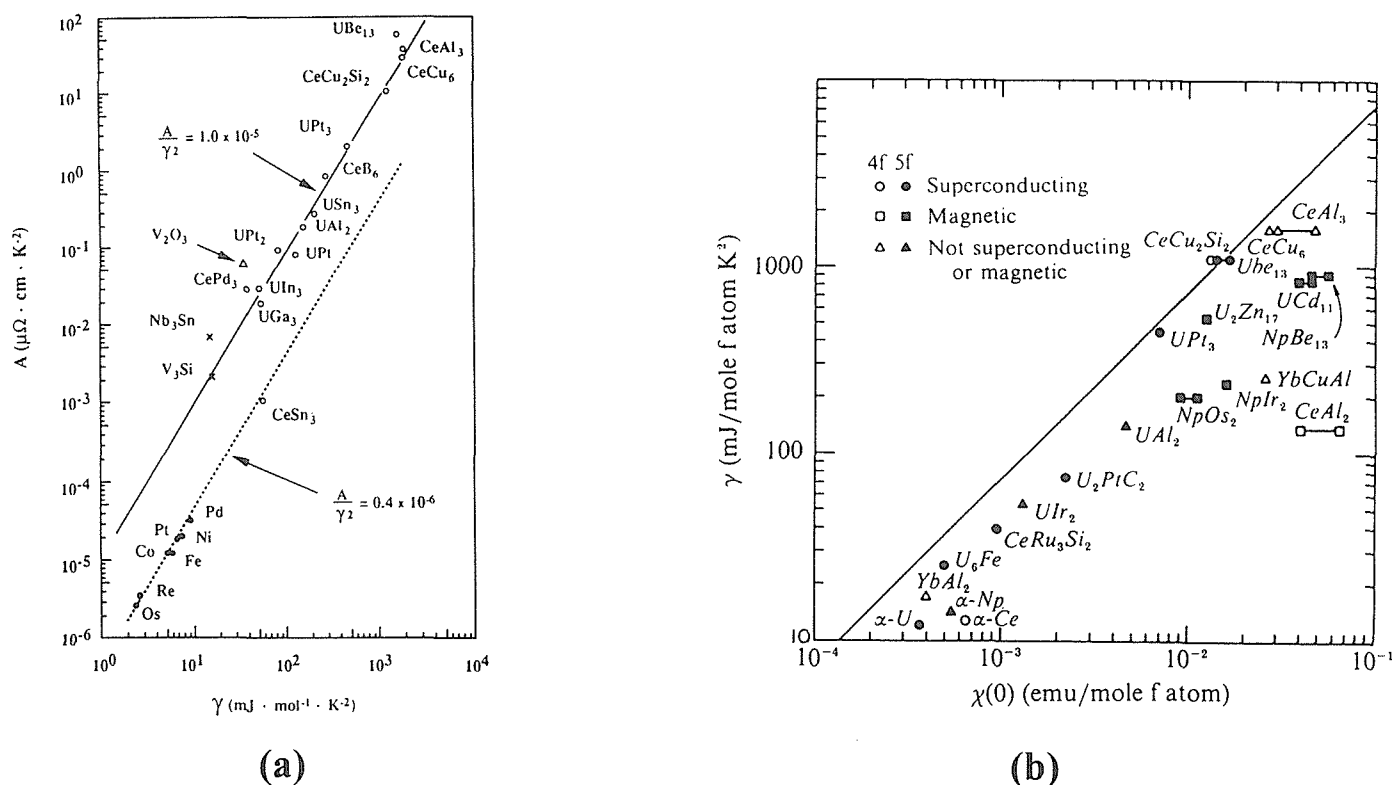 10²
10¹
10⁰
10⁻¹
10⁻²
10⁻³
10⁻⁴
10⁻⁵
10⁻⁶
A (μΩ · cm · K⁻²)
UBe₁₃
CeAl₃
CeCu₂Si₂
CeCu₆
A/γ2 = 1.0 x 10⁻⁵
UPt₃
CeB₆
USn₃
UAl₂
V₂O₃
UPt₂
UPt
CePd₃
UIn₃
UGa₃
Nb₃Sn
V₃Si
CeSn₃
A/γ2 = 0.4 x 10⁻⁶
Pd
Pt
Ni
Co
Fe
Re
Os
10⁰ 10¹ 10² 10³ 10⁴
γ (mJ · mol⁻¹ · K⁻²)
(a)
γ (mJ/mole f atom K²)
1000
100
10
4f 5f
Superconducting
Magnetic
Not superconducting
or magnetic
CeAl₃
CeCu₂Si₂
CeCu₆
Ube₁₃
UCd₁₁
U₂Zn₁₇
NpBe₁₃
UPt₃
YbCuAl
NpIr₂
NpOs₂
CeAl₂
UAl₂
U₂PtC₂
UIr₂
CeRu₃Si₂
U₆Fe
YbAl₂
α-Np
α-U
α-Ce
10⁻⁴ 10⁻³ 10⁻² 10⁻¹
χ(0) (emu/mole f atom)
(b)